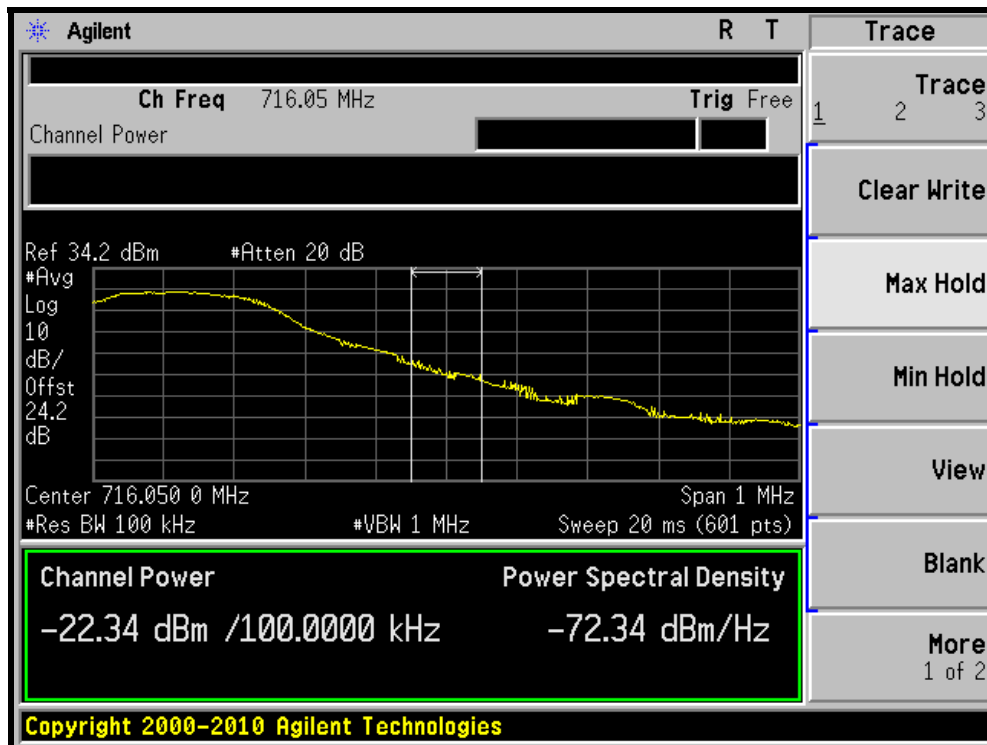 Agilent R T
Ch Freq 716.05 MHz Trig Free
Channel Power
Ref 34.2 dBm #Atten 20 dB
#Avg
Log
10
dB/
Offst
24.2
dB
Center 716.050 0 MHz Span 1 MHz
#Res BW 100 kHz #VBW 1 MHz Sweep 20 ms (601 pts)
Channel Power Power Spectral Density
-22.34 dBm /100.0000 kHz -72.34 dBm/Hz
Copyright 2000-2010 Agilent Technologies
Trace
Trace
1 2 3
Clear Write
Max Hold
Min Hold
View
Blank
More
1 of 2